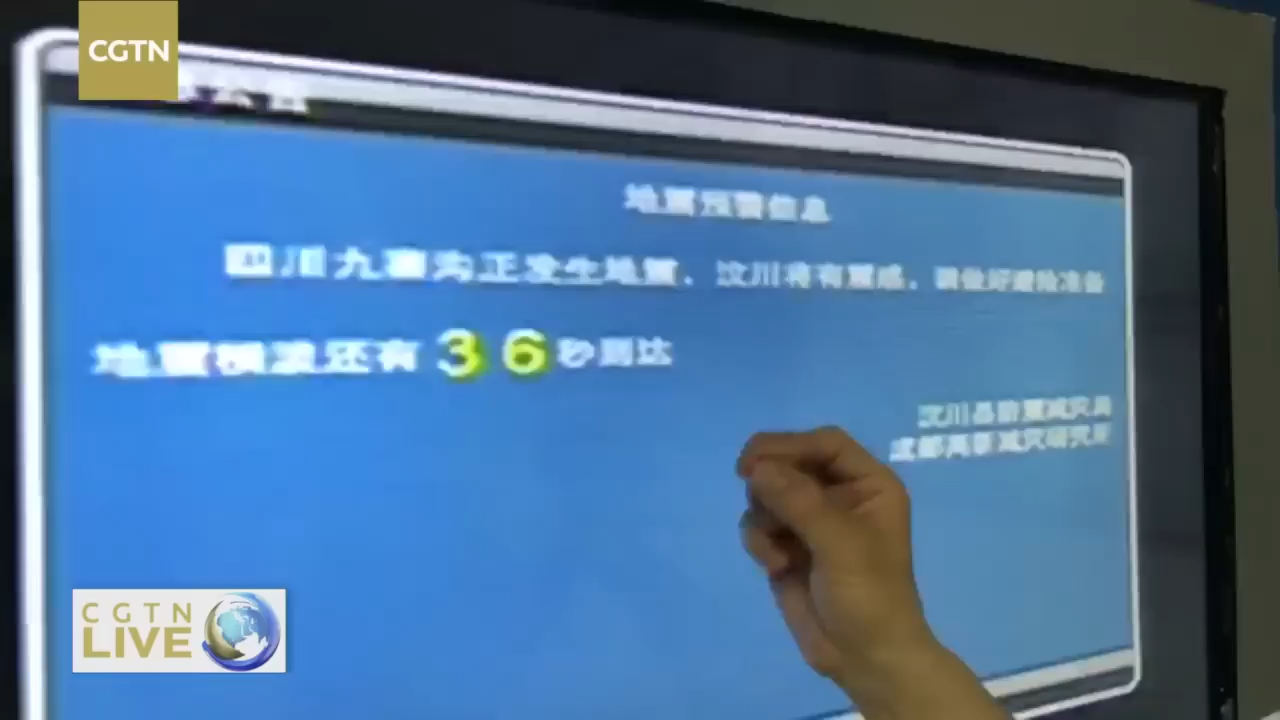 CGTN
地震预警信息
四川九寨沟正发生地震,汶川将有震感,请做好避险准备
地震横波还有36秒到达
汶川县防震减灾局
成都高新减灾研究所
CGTN
LIVE